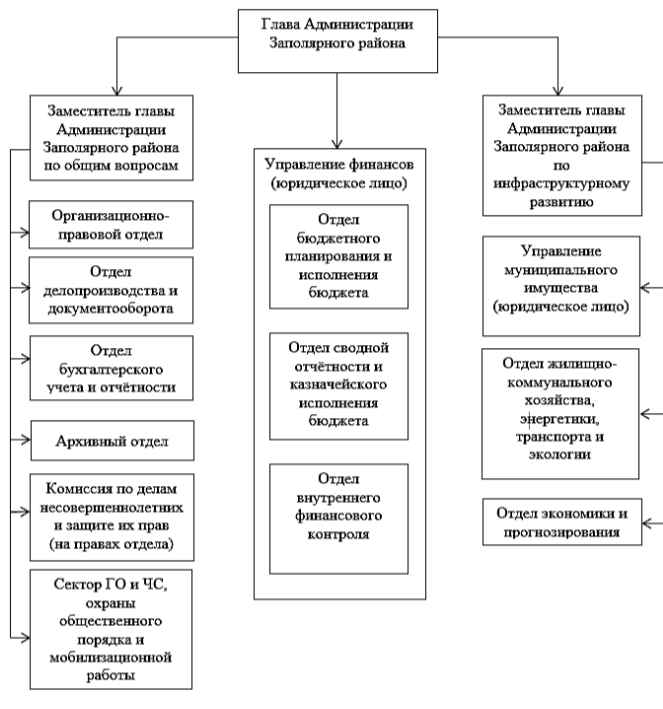 Глава Администрации
Заполярного района
Заместитель главы
Администрации
Заполярного района
по общим вопросам
Организационно-
правовой отдел
Отдел
делопроизводства и
документооборота
Отдел
бухгалтерского
учета и отчётности
Архивный отдел
Комиссия по делам
несовершеннолетних
и защите их прав
(на правах отдела)
Сектор ГО и ЧС,
охраны
общественного
порядка и
мобилизационной
работы
Управление финансов
(юридическое лицо)
Отдел
бюджетного
планирования и
исполнения
бюджета
Отдел сводной
отчётности и
казначейского
исполнения
бюджета
Отдел
внутреннего
финансового
контроля
Заместитель главы
Администрации
Заполярного района
по
инфраструктурному
развитию
Управление
муниципального
имущества
(юридическое лицо)
Отдел жилищно-
коммунального
хозяйства,
энергетики,
транспорта и
экологии
Отдел экономики и
прогнозирования